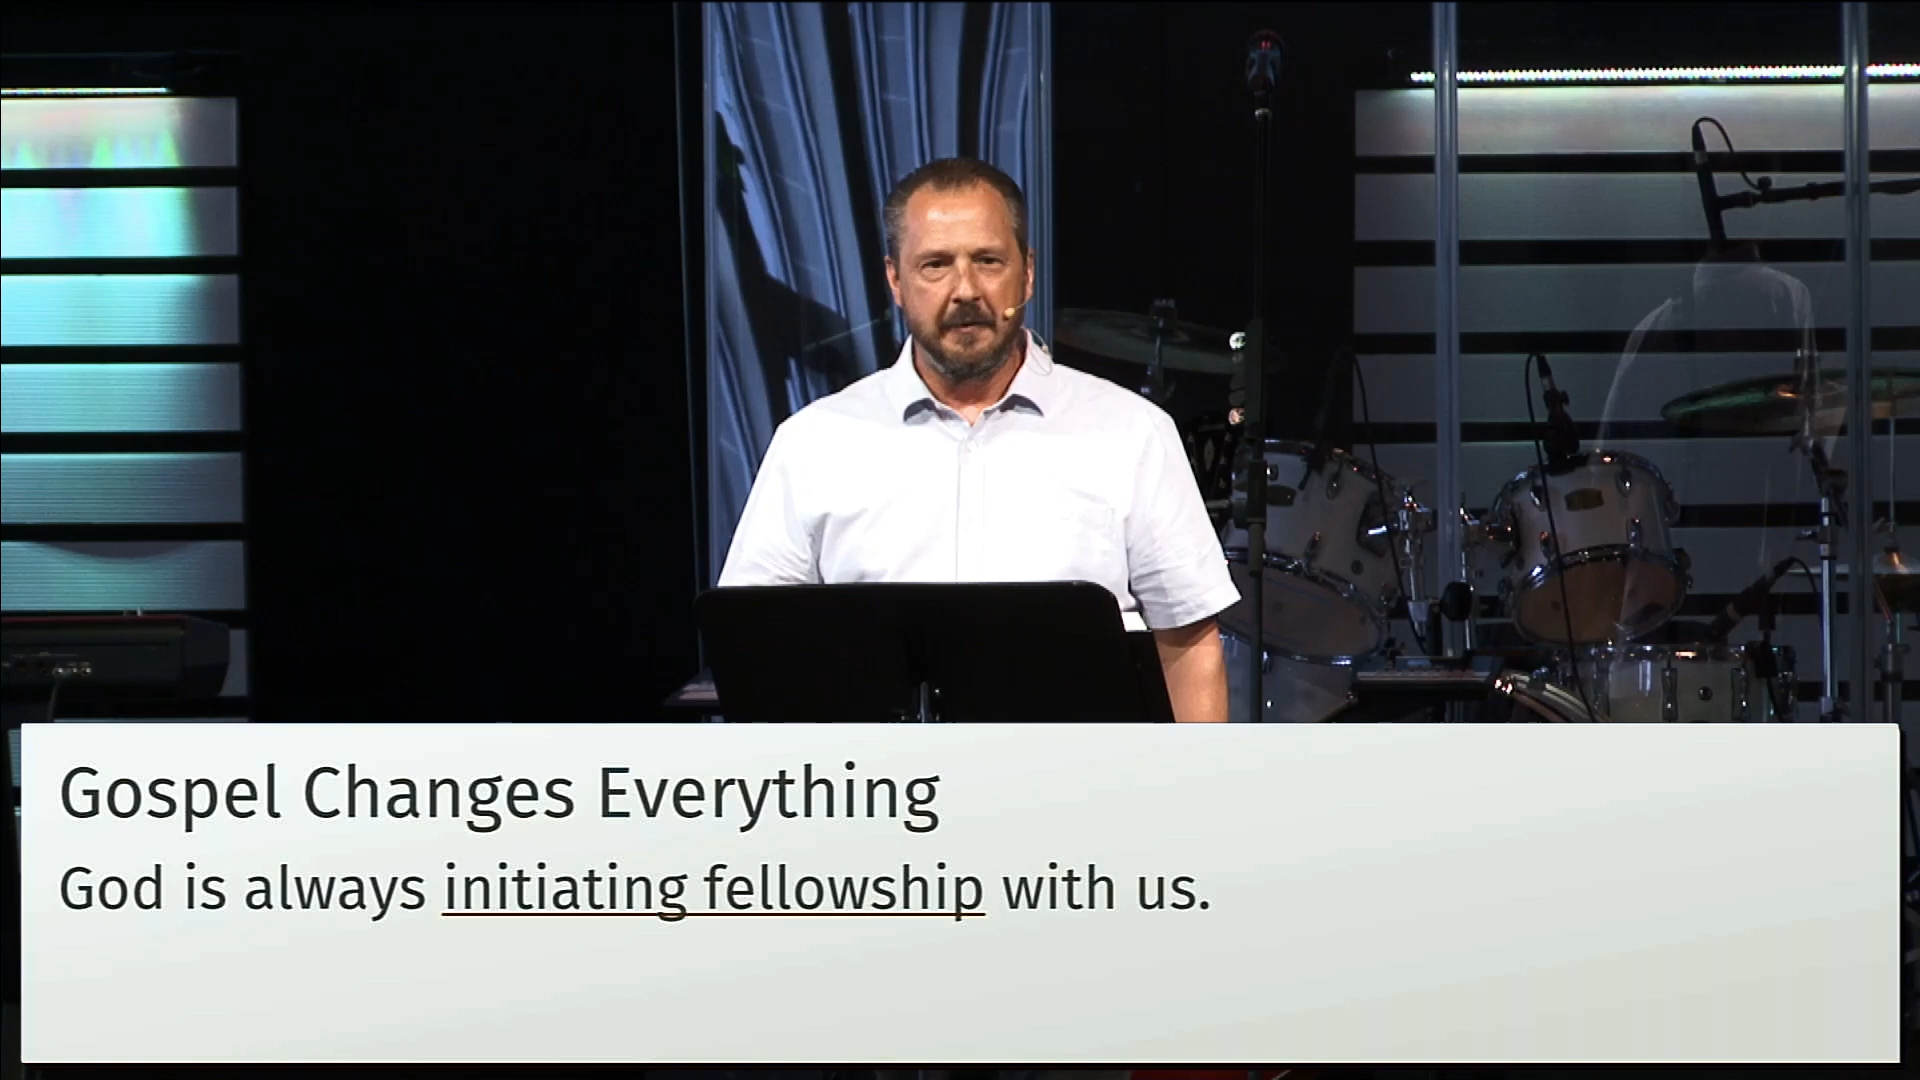 Gospel Changes Everything
God is always initiating fellowship with us.